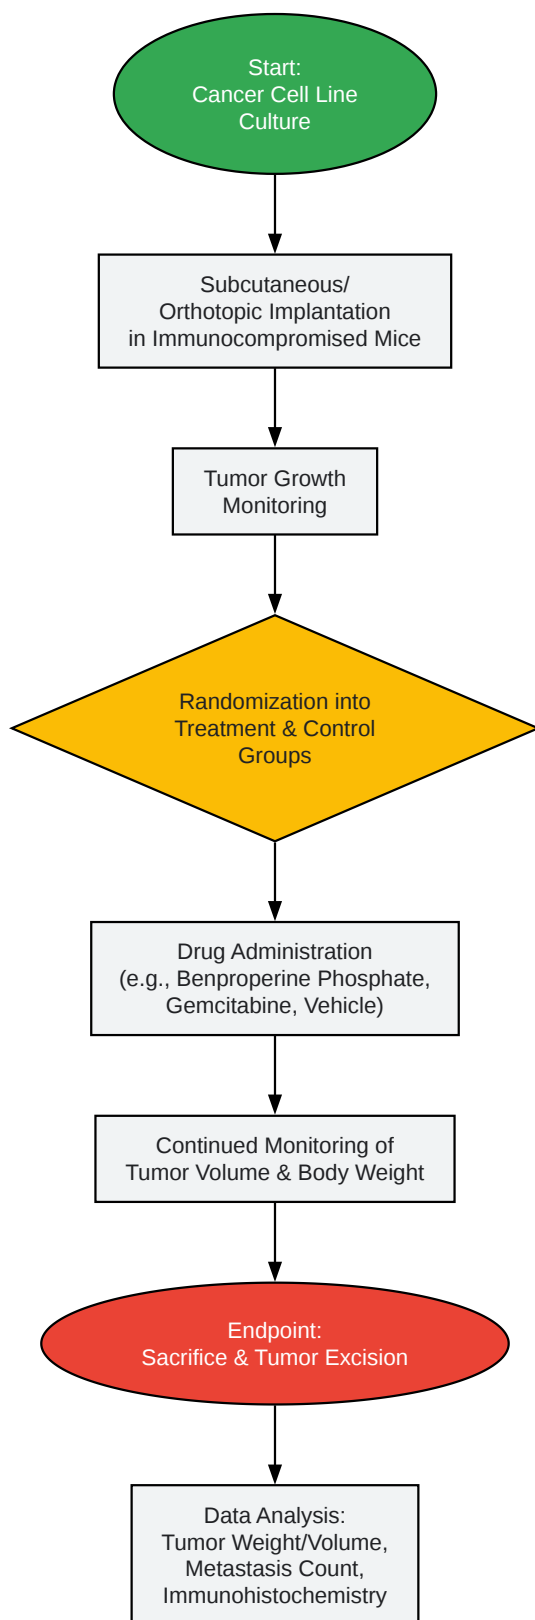 Start:
Cancer Cell Line
Culture
Subcutaneous/
Orthotopic Implantation
in Immunocompromised Mice
Tumor Growth
Monitoring
Randomization into
Treatment & Control
Groups
Drug Administration
(e.g., Benproperine Phosphate,
Gemcitabine, Vehicle)
Continued Monitoring of
Tumor Volume & Body Weight
Endpoint:
Sacrifice & Tumor Excision
Data Analysis:
Tumor Weight/Volume,
Metastasis Count,
Immunohistochemistry